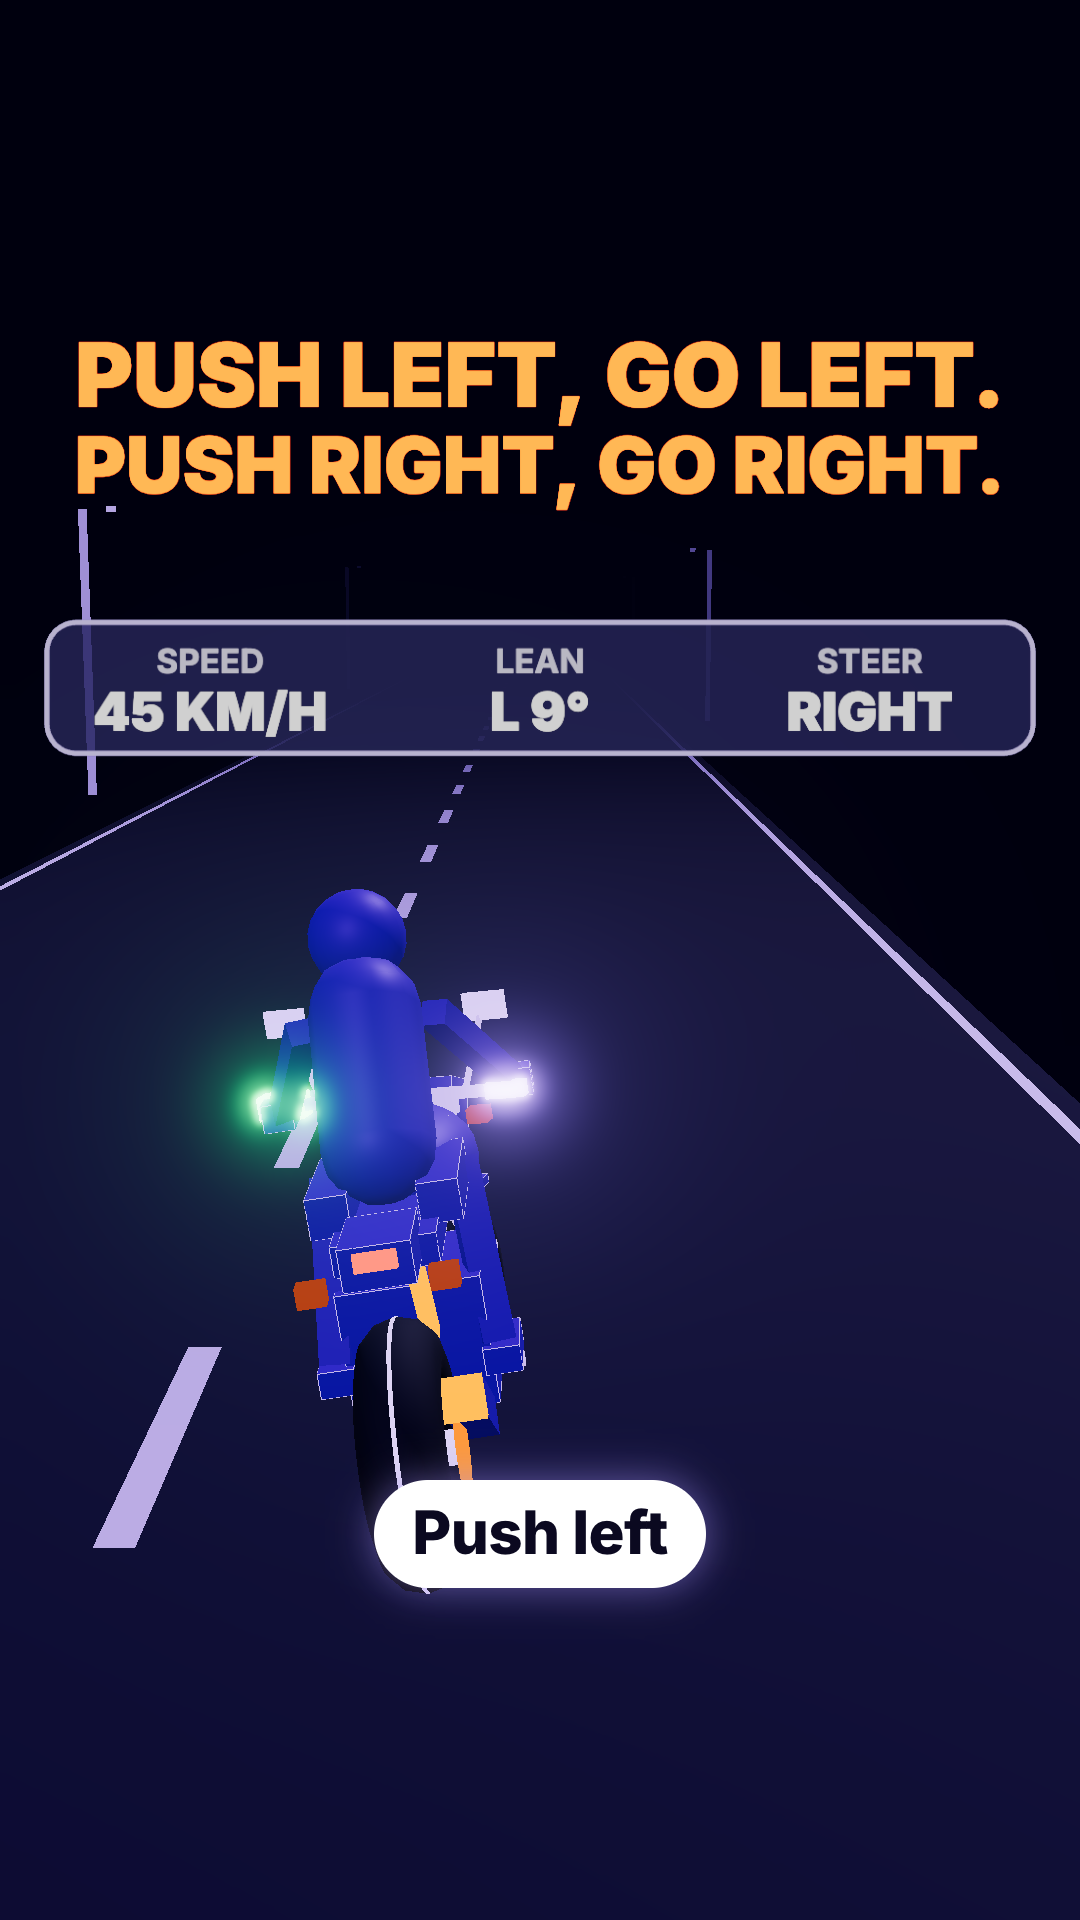 PUSH LEFT, GO LEFT.
PUSH RIGHT, GO RIGHT.
SPEED LEAN STEER
45 KM/H L 9° RIGHT
Push left